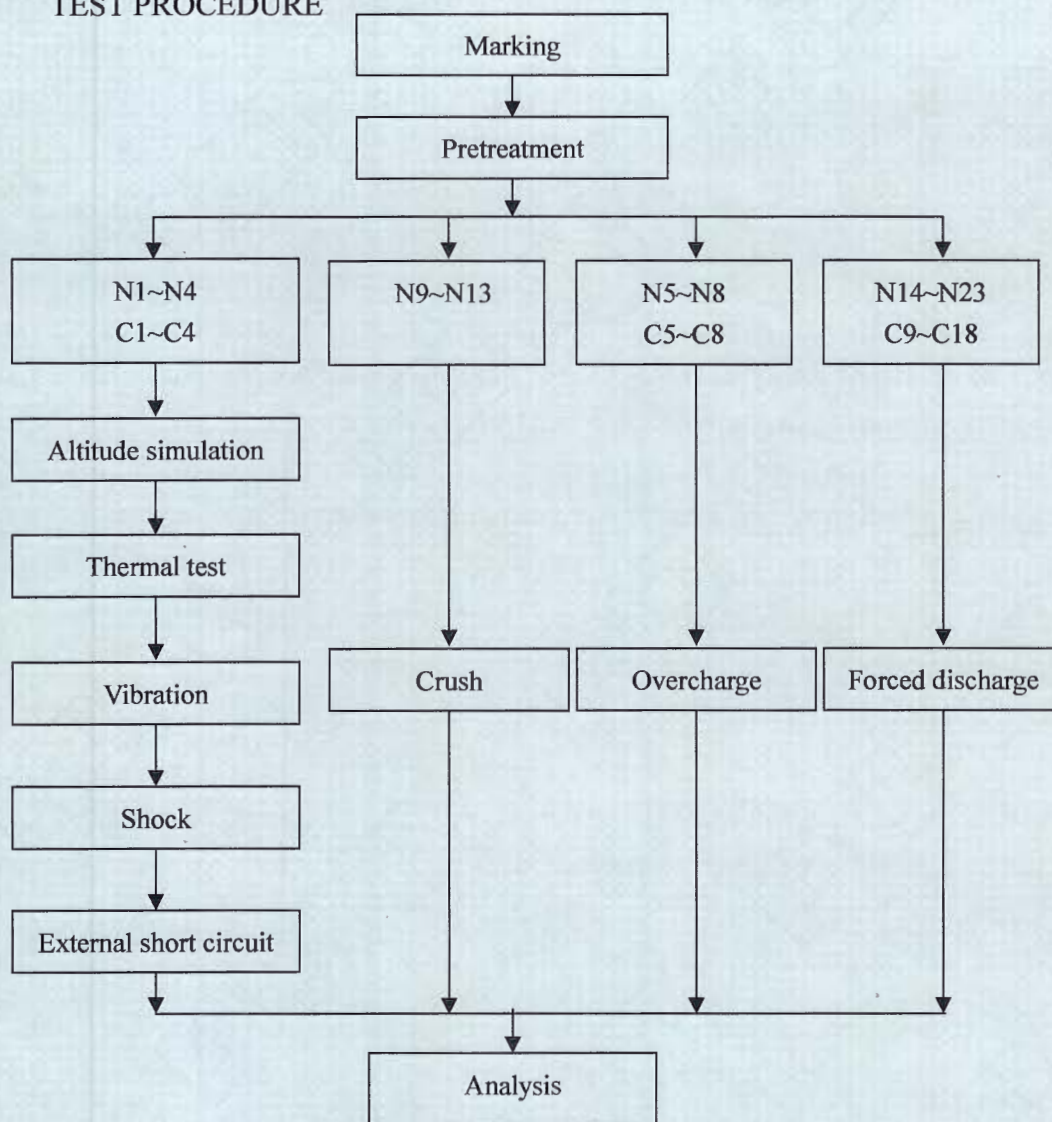 TEST PROCEDURE
Marking
Pretreatment
N1~N4
C1~C4
N9~N13
N5~N8
C5~C8
N14~N23
C9~C18
Altitude simulation
Thermal test
Vibration
Crush
Overcharge
Forced discharge
Shock
External short circuit
Analysis